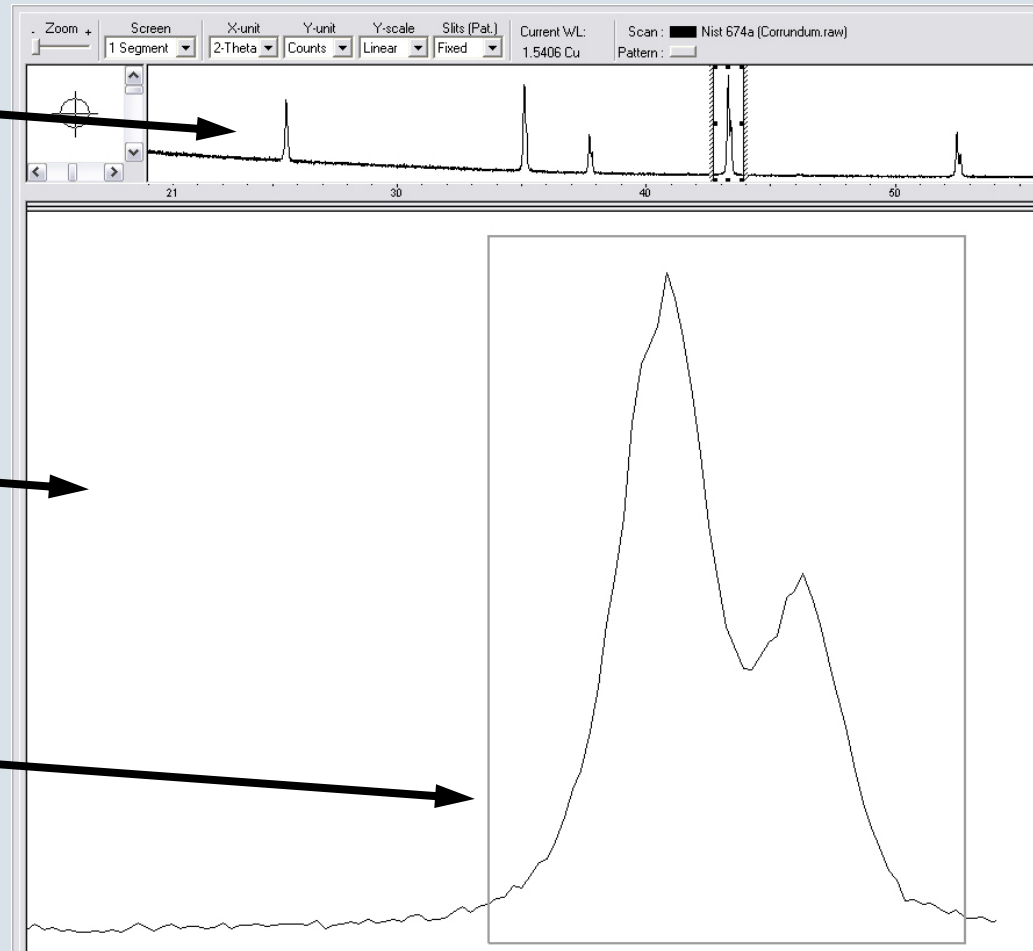 - Zoom +
Screen
X-unit
Y-unit
Y-scale
Slits (Pat.)
1 Segment
2-Theta
Counts
Linear
Fixed
Current WL:
1.5406 Cu
Scan : Nist 674a (Corrundum.raw)
Pattern :
21 30 40 50